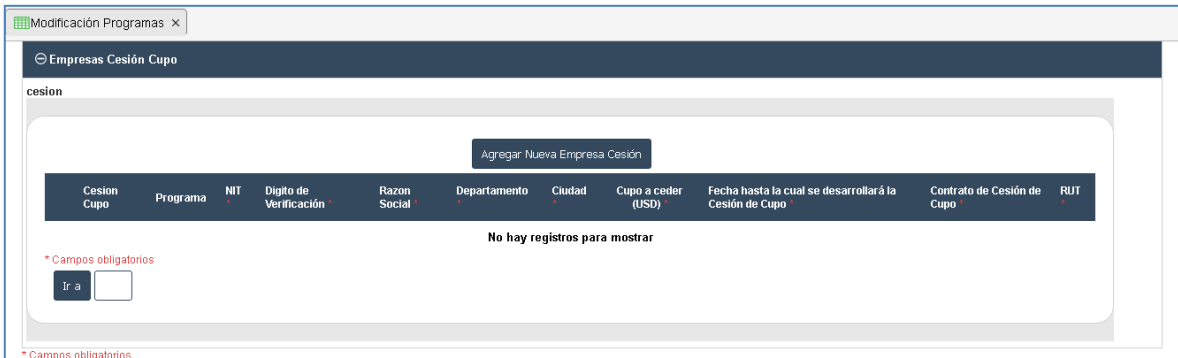 Modificación Programas ×
Empresas Cesión Cupo
cesion
Agregar Nueva Empresa Cesión
Cesion Cupo Programa NIT * Digito de Verificación * Razon Social * Departamento * Ciudad * Cupo a ceder (USD) * Fecha hasta la cual se desarrollará la Cesión de Cupo * Contrato de Cesión de Cupo * RUT *
No hay registros para mostrar
* Campos obligatorios
Ir a
* Campos obligatorios